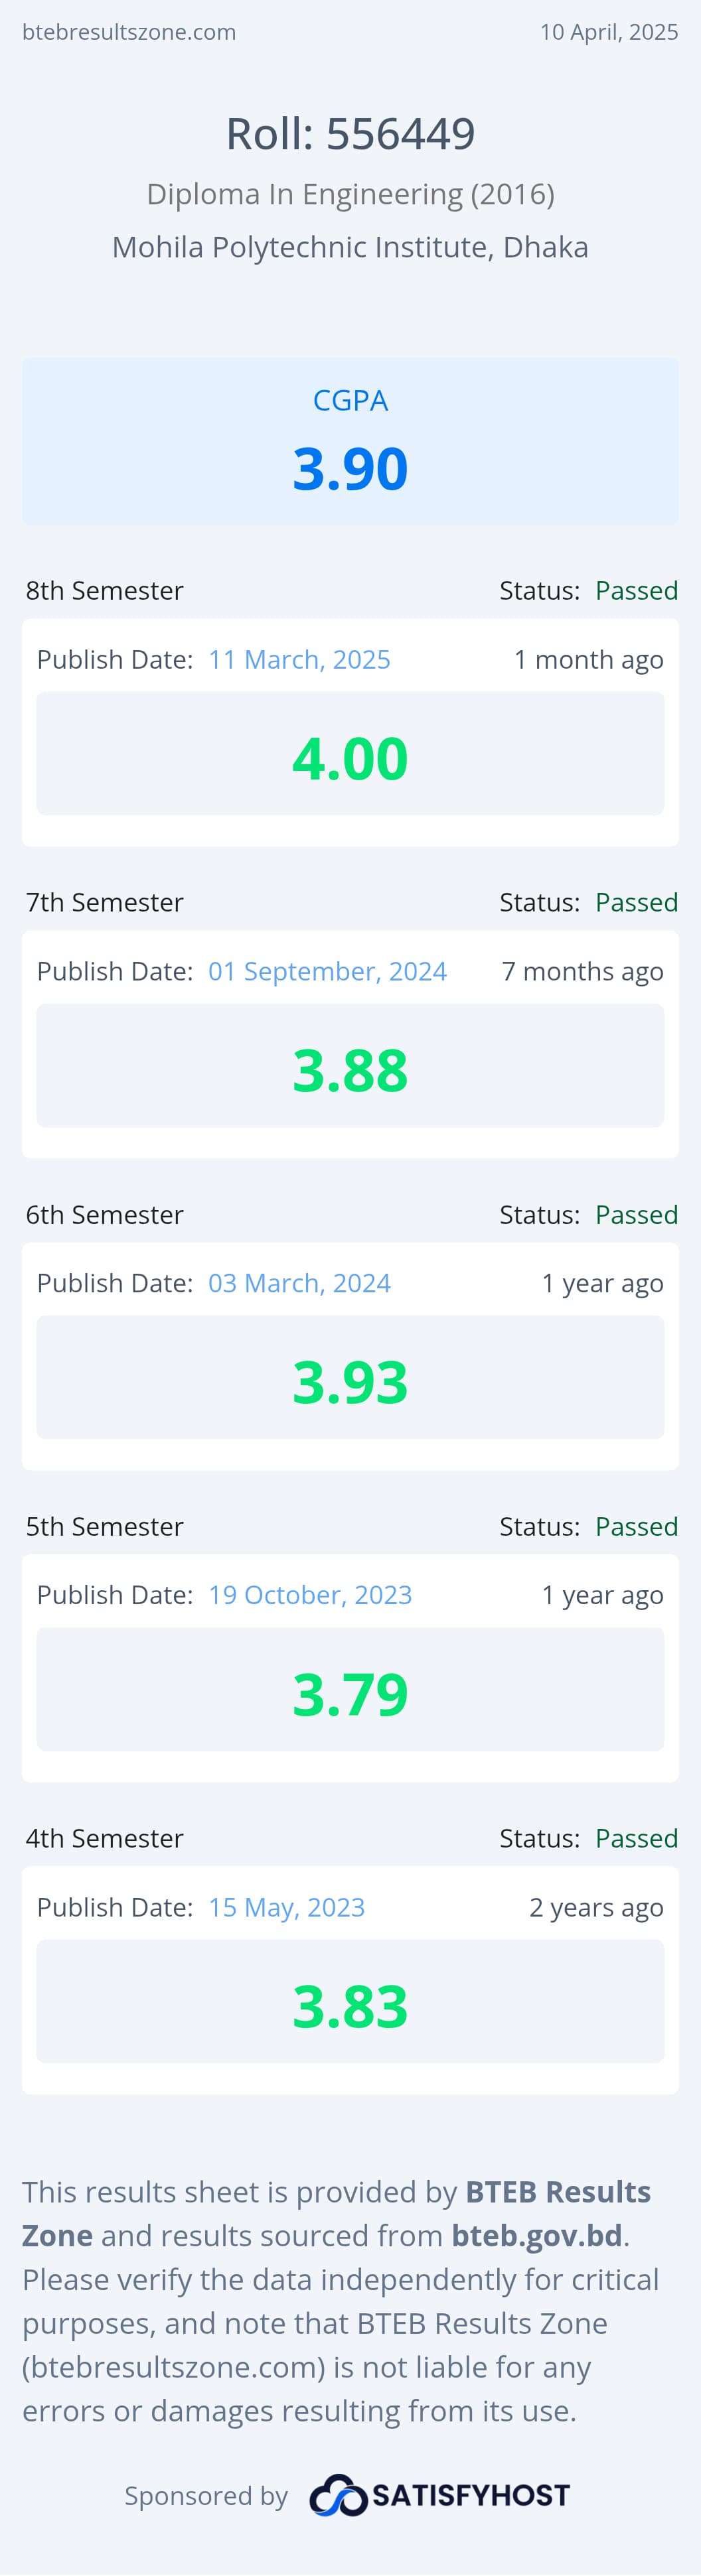 btebresultszone.com 10 April, 2025
Roll: 556449
Diploma In Engineering (2016)
Mohila Polytechnic Institute, Dhaka
CGPA
3.90
8th Semester Status: Passed
Publish Date: 11 March, 2025 1 month ago
4.00
7th Semester Status: Passed
Publish Date: 01 September, 2024 7 months ago
3.88
6th Semester Status: Passed
Publish Date: 03 March, 2024 1 year ago
3.93
5th Semester Status: Passed
Publish Date: 19 October, 2023 1 year ago
3.79
4th Semester Status: Passed
Publish Date: 15 May, 2023 2 years ago
3.83
This results sheet is provided by BTEB Results
Zone and results sourced from bteb.gov.bd.
Please verify the data independently for critical
purposes, and note that BTEB Results Zone
(btebresultszone.com) is not liable for any
errors or damages resulting from its use.
Sponsored by SATISFYHOST